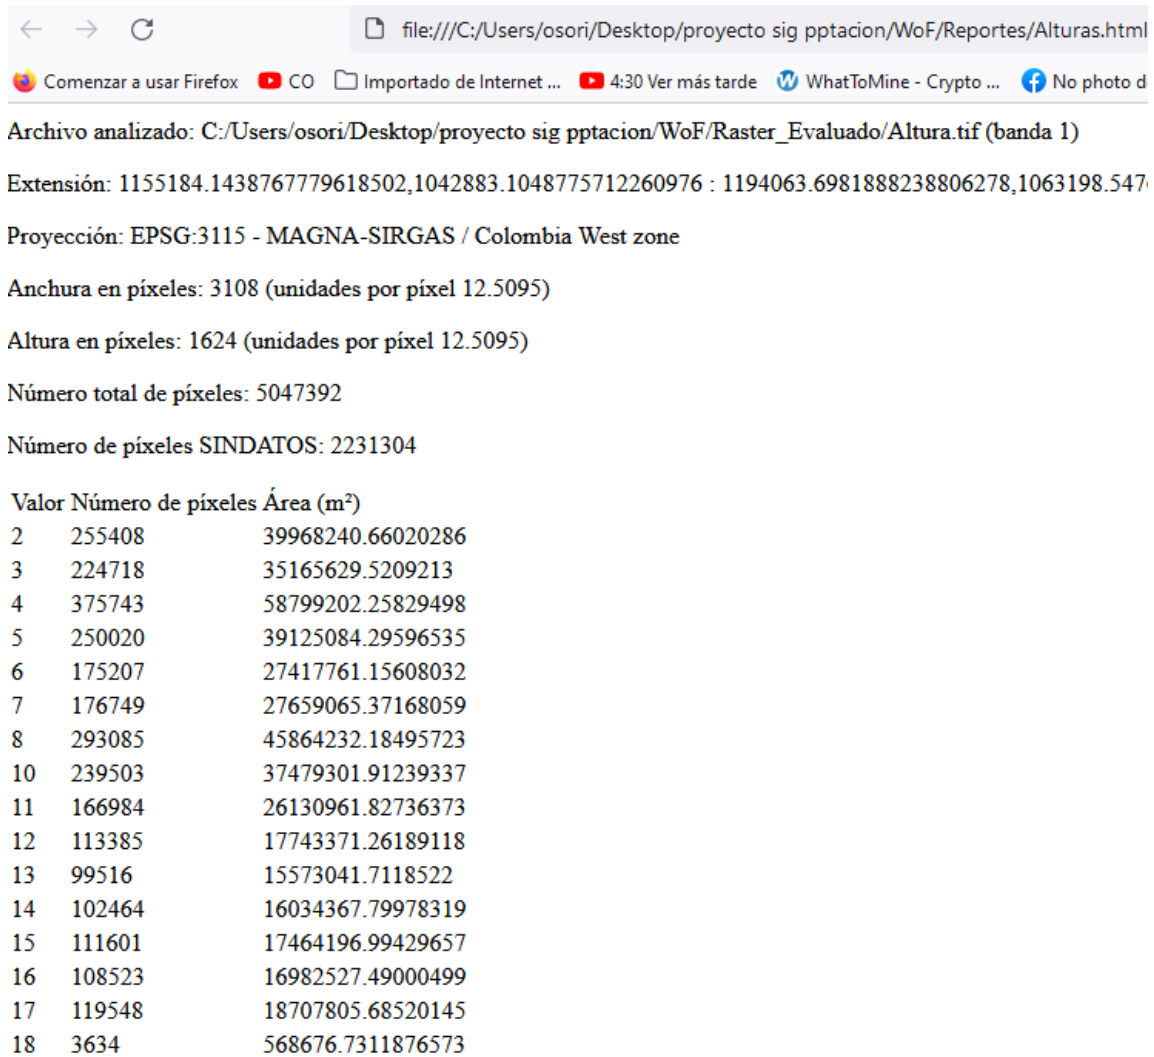 file:///C:/Users/osori/Desktop/proyecto sig pptacion/WoF/Reportes/Alturas.html
Comenzar a usar Firefox CO Importado de Internet ... 4:30 Ver más tarde WhatToMine - Crypto ... No photo d
Archivo analizado: C:/Users/osori/Desktop/proyecto sig pptacion/WoF/Raster_Evaluado/Altura.tif (banda 1)
Extensión: 1155184.1438767779618502,1042883.1048775712260976 : 1194063.6981888238806278,1063198.547
Proyección: EPSG:3115 - MAGNA-SIRGAS / Colombia West zone
Anchura en píxeles: 3108 (unidades por píxel 12.5095)
Altura en píxeles: 1624 (unidades por píxel 12.5095)
Número total de píxeles: 5047392
Número de píxeles SINDATOS: 2231304
Valor Número de píxeles Área (m²)
2 255408 39968240.66020286
3 224718 35165629.5209213
4 375743 58799202.25829498
5 250020 39125084.29596535
6 175207 27417761.15608032
7 176749 27659065.37168059
8 293085 45864232.18495723
10 239503 37479301.91239337
11 166984 26130961.82736373
12 113385 17743371.26189118
13 99516 15573041.7118522
14 102464 16034367.79978319
15 111601 17464196.99429657
16 108523 16982527.49000499
17 119548 18707805.68520145
18 3634 568676.7311876573